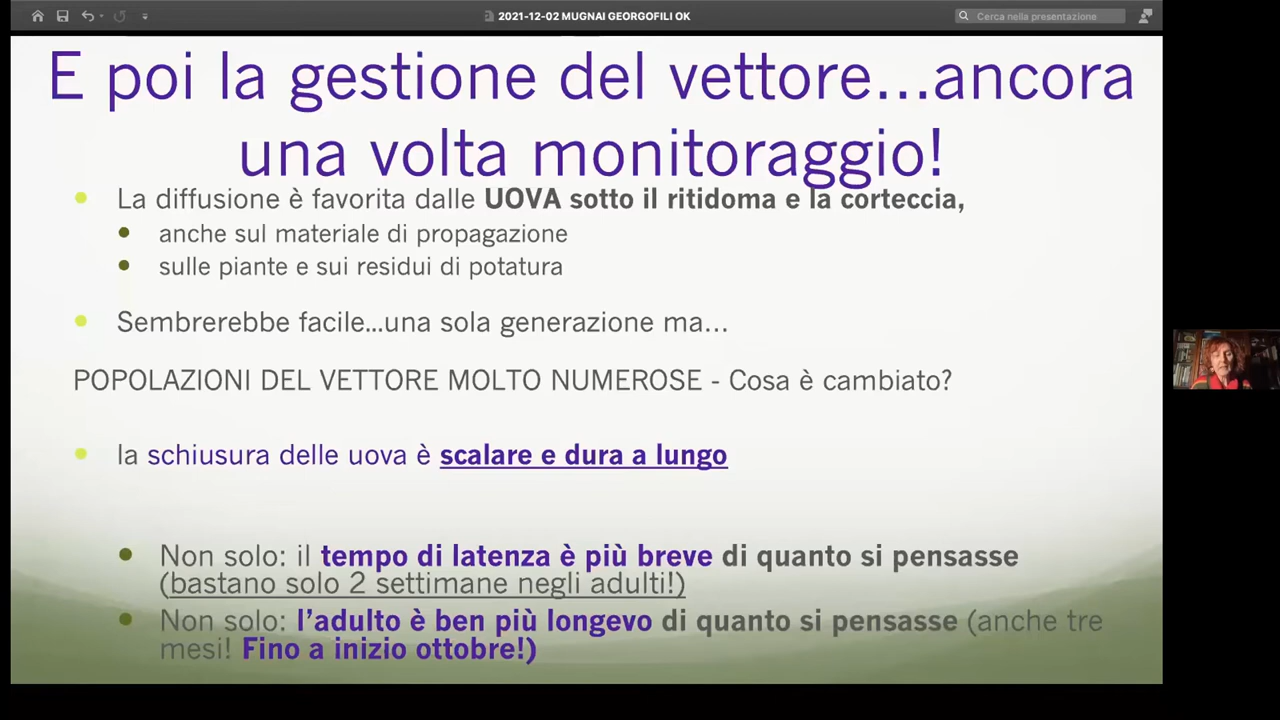 2021-12-02 MUGNAI GEORGOFILI OK
Cerca nella presentazione
E poi la gestione del vettore...ancora
una volta monitoraggio!
La diffusione è favorita dalle UOVA sotto il ritidoma e la corteccia,
anche sul materiale di propagazione
sulle piante e sui residui di potatura
Sembrerebbe facile...una sola generazione ma...
POPOLAZIONI DEL VETTORE MOLTO NUMEROSE - Cosa è cambiato?
la schiusura delle uova è scalare e dura a lungo
Non solo: il tempo di latenza è più breve di quanto si pensasse
(bastano solo 2 settimane negli adulti!)
Non solo: l'adulto è ben più longevo di quanto si pensasse (anche tre
mesi! Fino a inizio ottobre!)